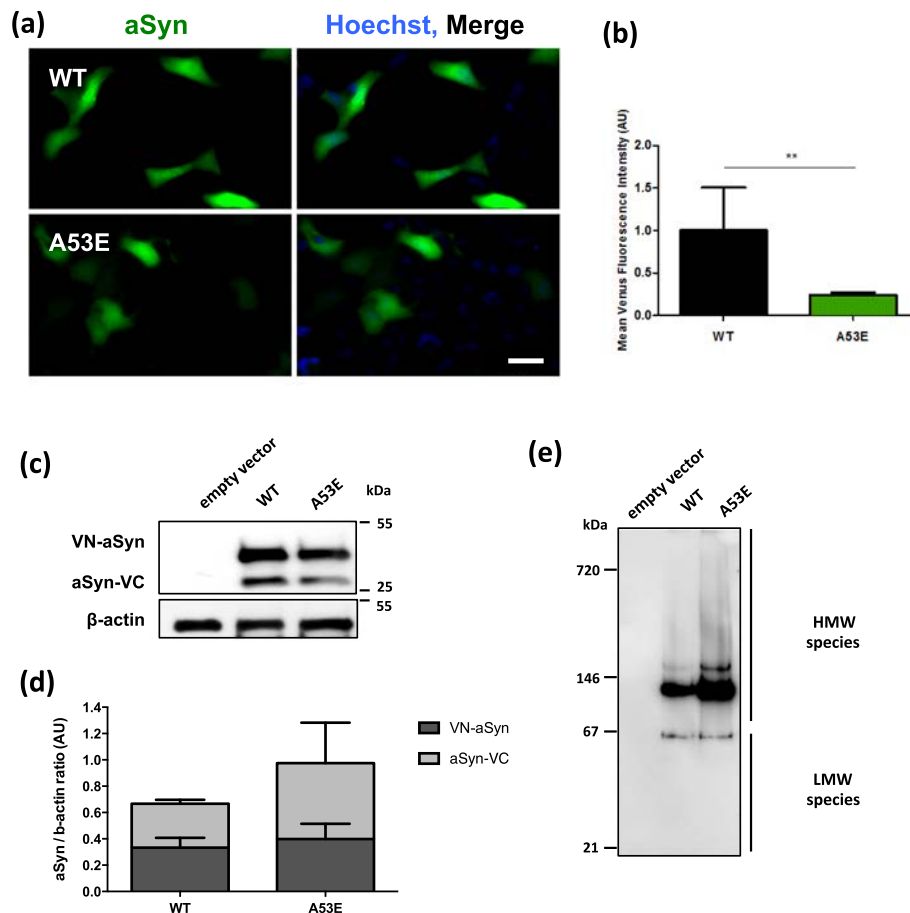 (a)
aSyn
Hoechst, Merge
WT
A53E
(b)
Mean Venus Fluorescence Intensity (AU)
2.0
1.5
1.0
0.5
0.0
**
WT
A53E
(c)
empty vector
WT
A53E
kDa
VN-aSyn
aSyn-VC
β-actin
55
25
55
(d)
aSyn / b-actin ratio (AU)
1.4
1.2
1.0
0.8
0.6
0.4
0.2
0.0
WT
A53E
VN-aSyn
aSyn-VC
(e)
empty vector
WT
A53E
kDa
720
146
67
21
HMW
species
LMW
species